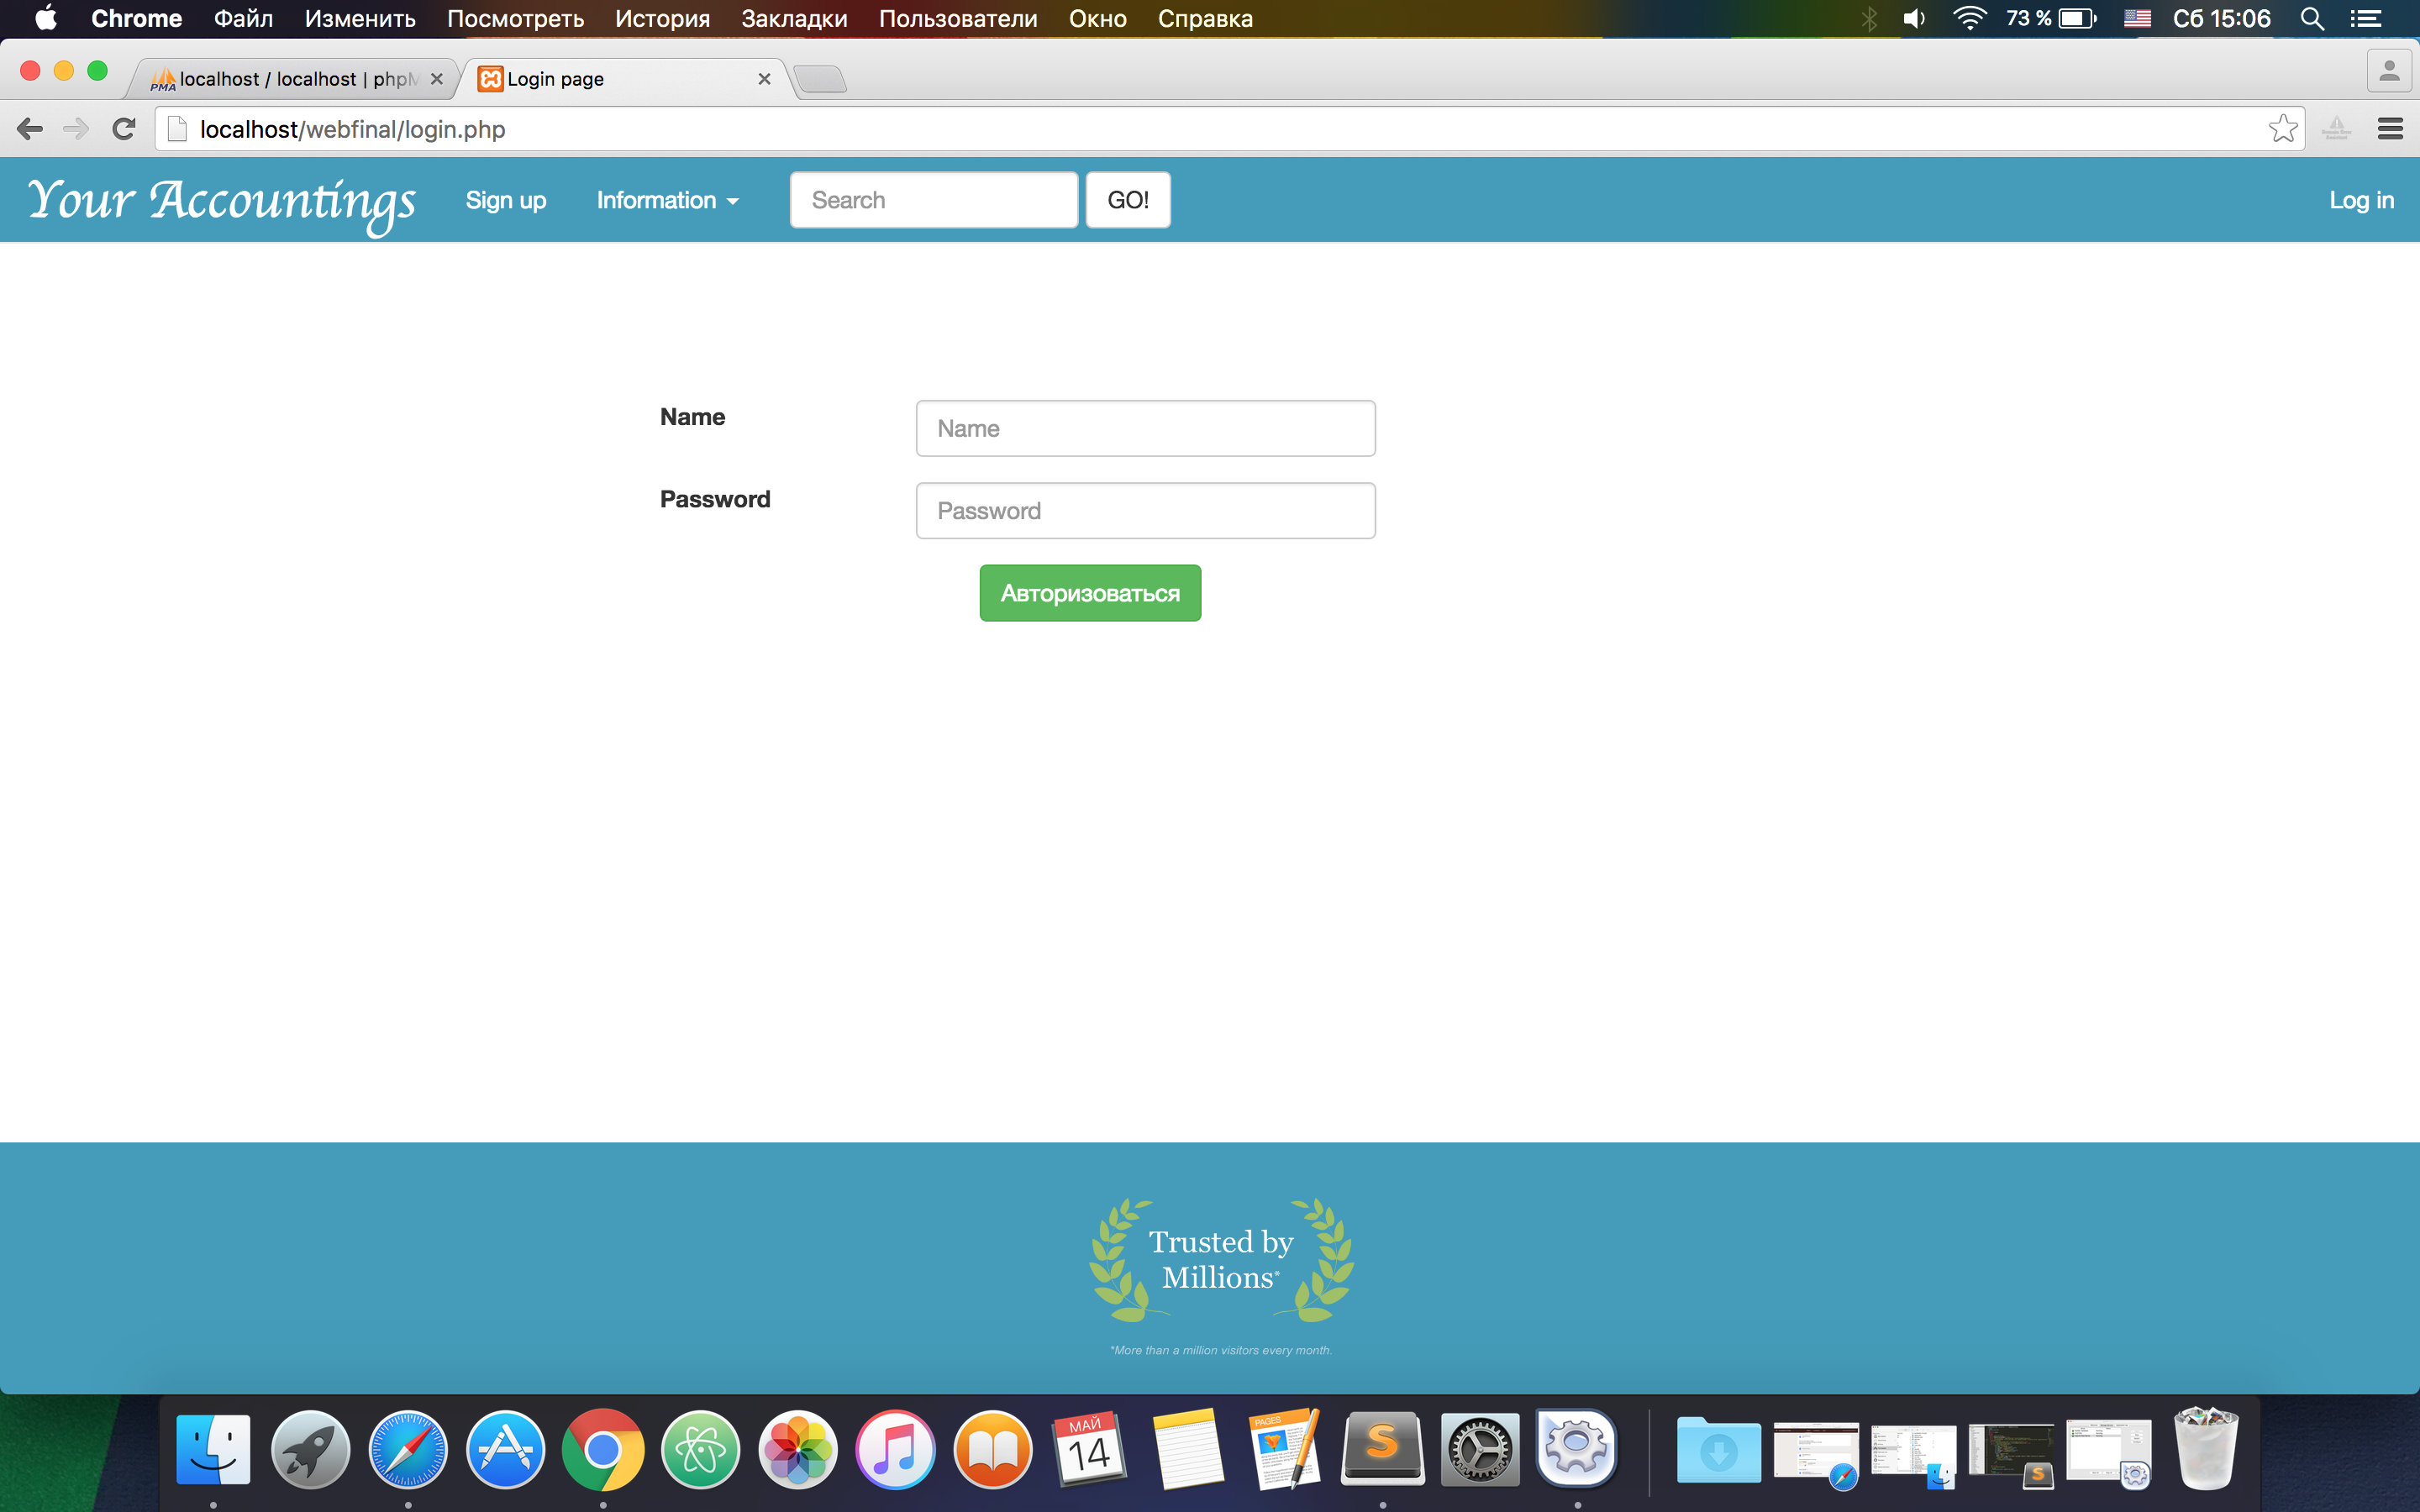 Chrome Файл Изменить Посмотреть История Закладки Пользователи Окно Справка 73 % Сб 15:06
PMA localhost / localhost | phpM Login page
localhost/webfinal/login.php
Your Accountings Sign up Information Search GO! Log in
Name Name
Password Password
Авторизоваться
Trusted by
Millions*
*More than a million visitors every month.
МАЙ
14
PAGES